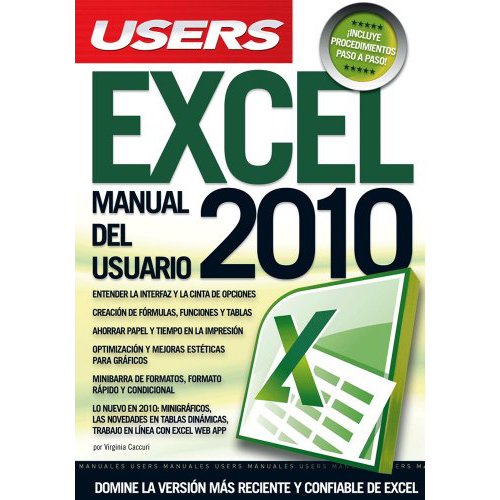 USERS
¡INCLUYE
PROCEDIMIENTOS
PASO A PASO!
EXCEL
MANUAL
DEL
USUARIO
2010
ENTENDER LA INTERFAZ Y LA CINTA DE OPCIONES
CREACIÓN DE FÓRMULAS, FUNCIONES Y TABLAS
AHORRAR PAPEL Y TIEMPO EN LA IMPRESIÓN
OPTIMIZACIÓN Y MEJORAS ESTÉTICAS
PARA GRÁFICOS
MINIBARRA DE FORMATOS, FORMATO
RÁPIDO Y CONDICIONAL
LO NUEVO EN 2010: MINIGRÁFICOS,
LAS NOVEDADES EN TABLAS DINÁMICAS,
TRABAJO EN LÍNEA CON EXCEL WEB APP
por Virginia Caccuri
X
MANUALES USERS MANUALES USERS MANUALES USERS MANUALES USERS MANUALES USERS
DOMINE LA VERSIÓN MÁS RECIENTE Y CONFIABLE DE EXCEL